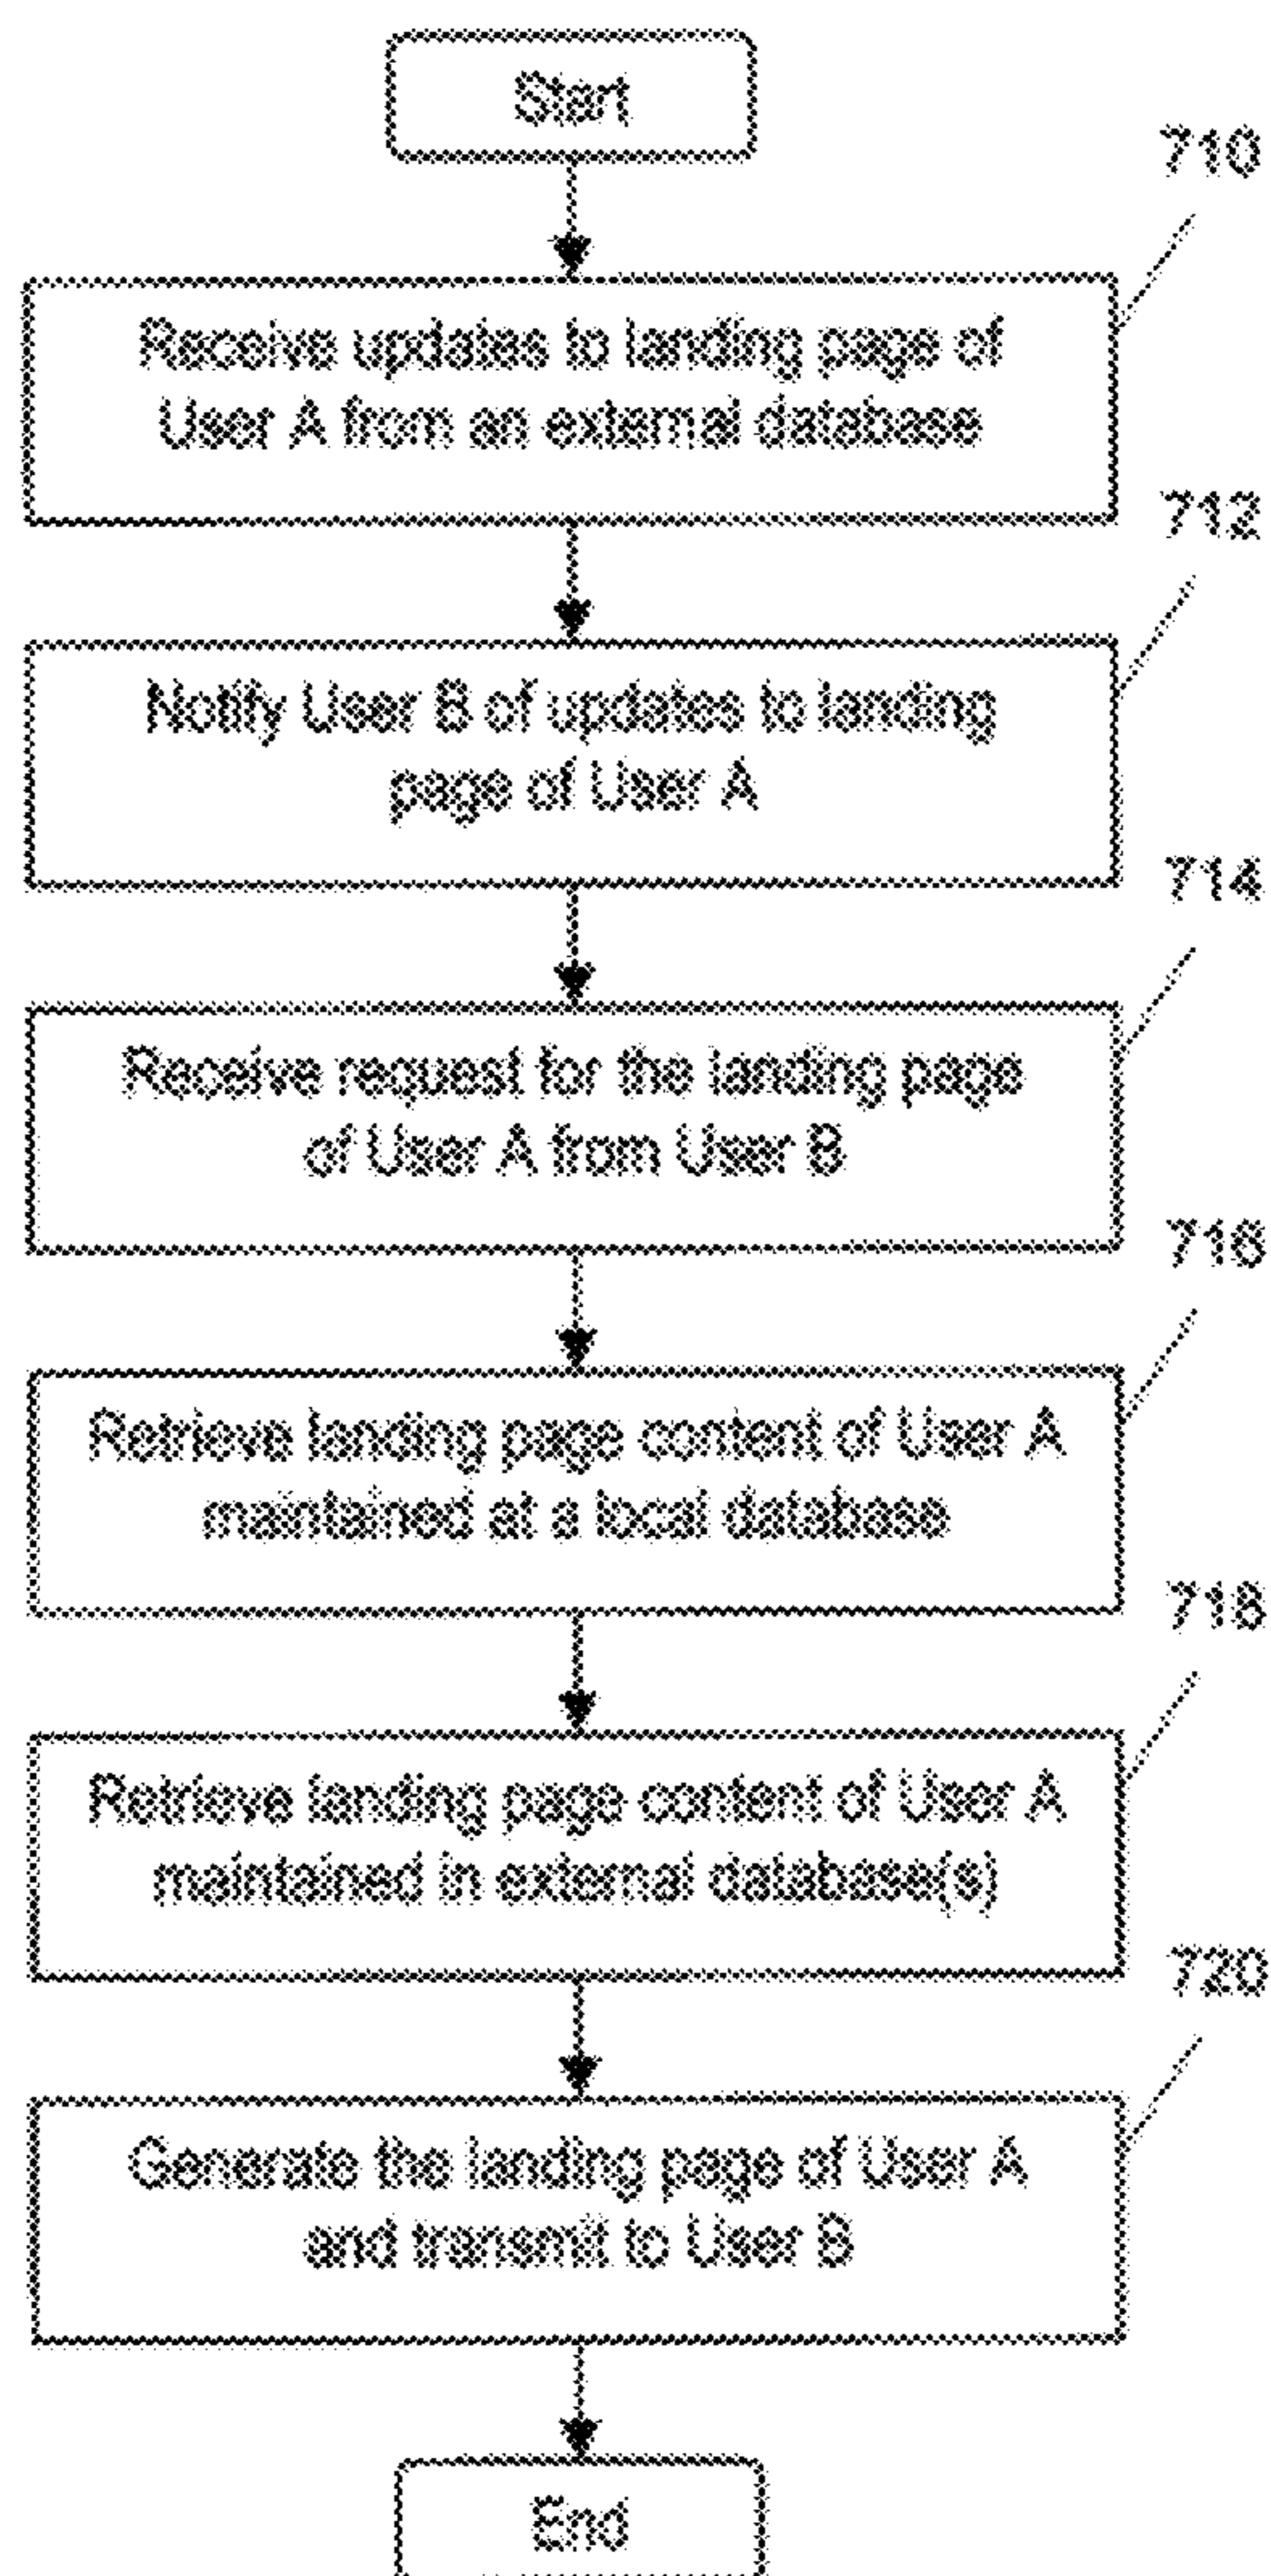 Start
710
Receive updates to landing page of
User A from an external database
712
Notify User B of updates to landing
page of User A
714
Receive request for the landing page
of User A from User B
716
Retrieve landing page content of User A
maintained at a local database
718
Retrieve landing page content of User A
maintained in external database(s)
720
Generate the landing page of User A
and transmit to User B
End